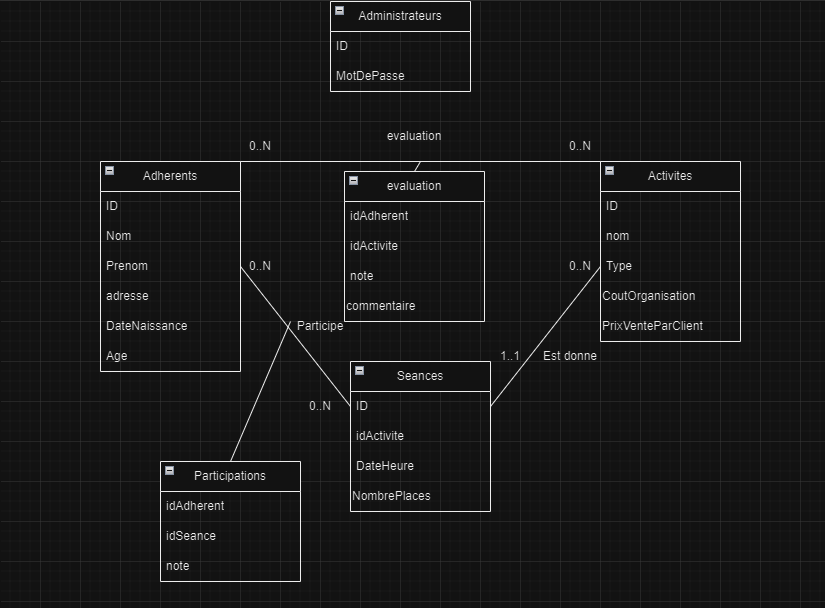 Administrateurs
ID
MotDePasse
evaluation
0..N
0..N
Adherents
ID
Nom
Prenom
adresse
DateNaissance
Age
evaluation
idAdherent
idActivite
note
commentaire
Activites
ID
nom
Type
CoutOrganisation
PrixVenteParClient
0..N
0..N
Participe
1..1
Est donne
0..N
Seances
ID
idActivite
DateHeure
NombrePlaces
Participations
idAdherent
idSeance
note